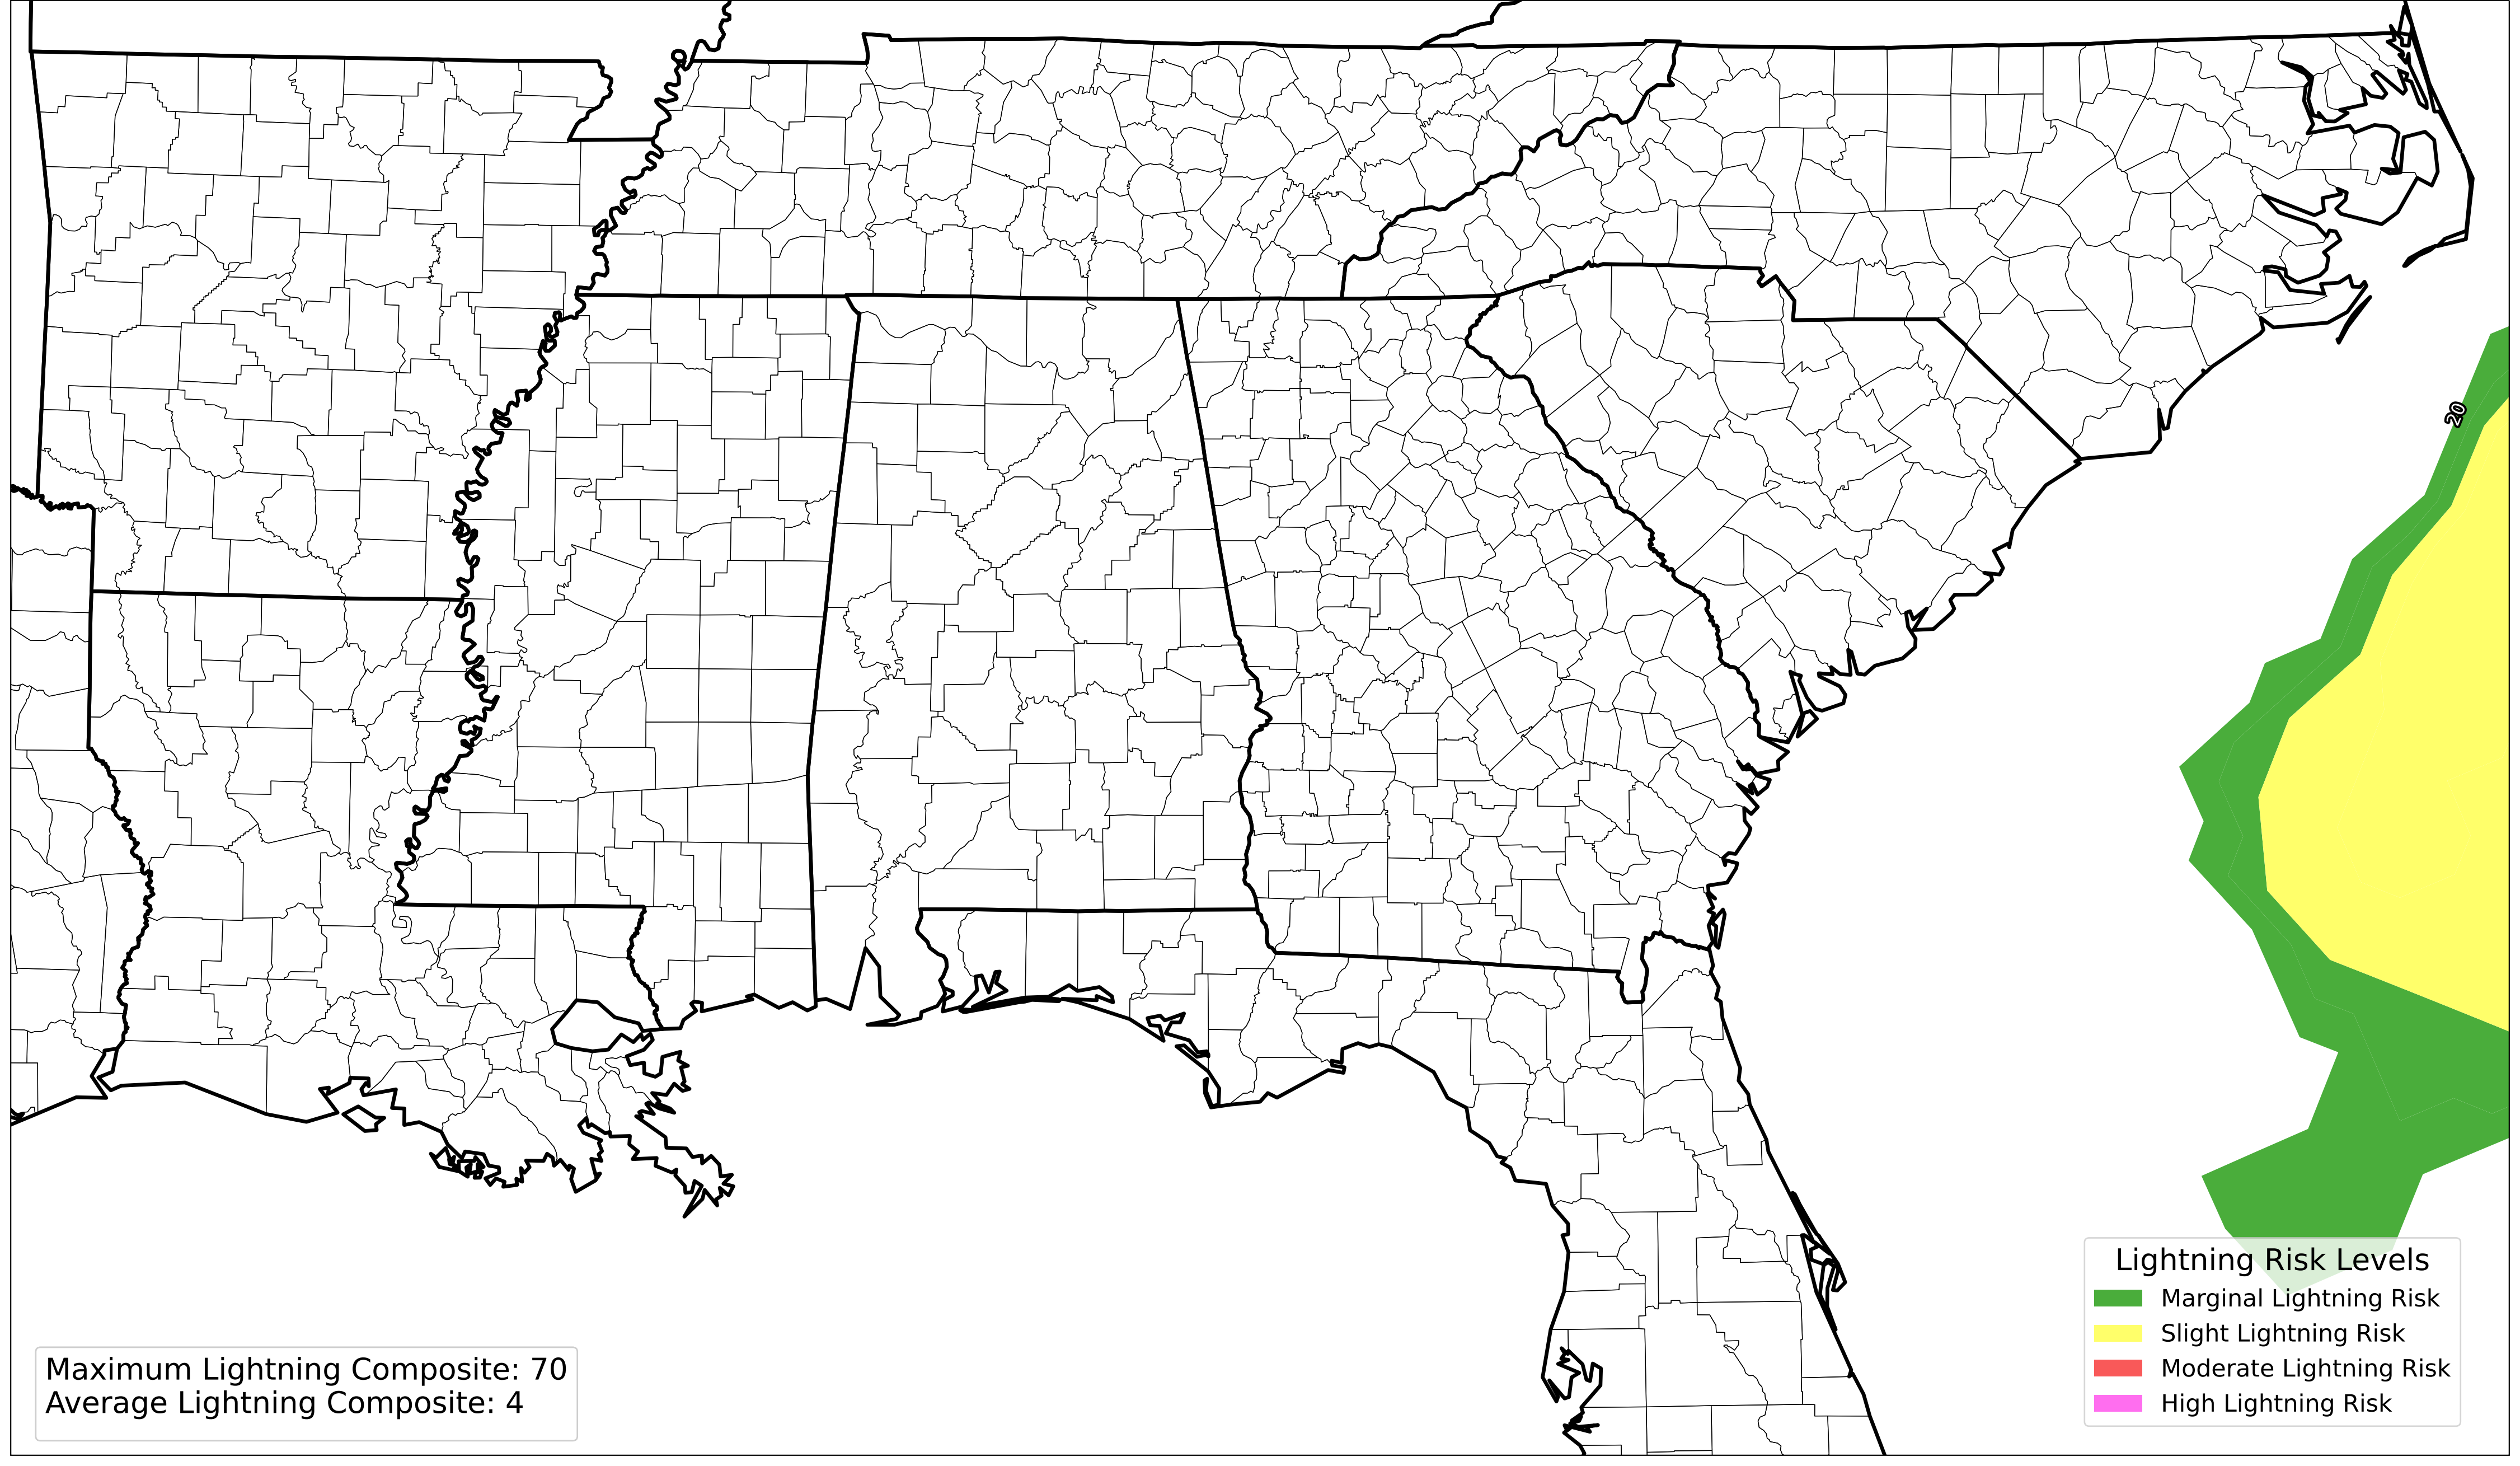 20
Lightning Risk Levels
Marginal Lightning Risk
Slight Lightning Risk
Moderate Lightning Risk
High Lightning Risk
Maximum Lightning Composite: 70
Average Lightning Composite: 4